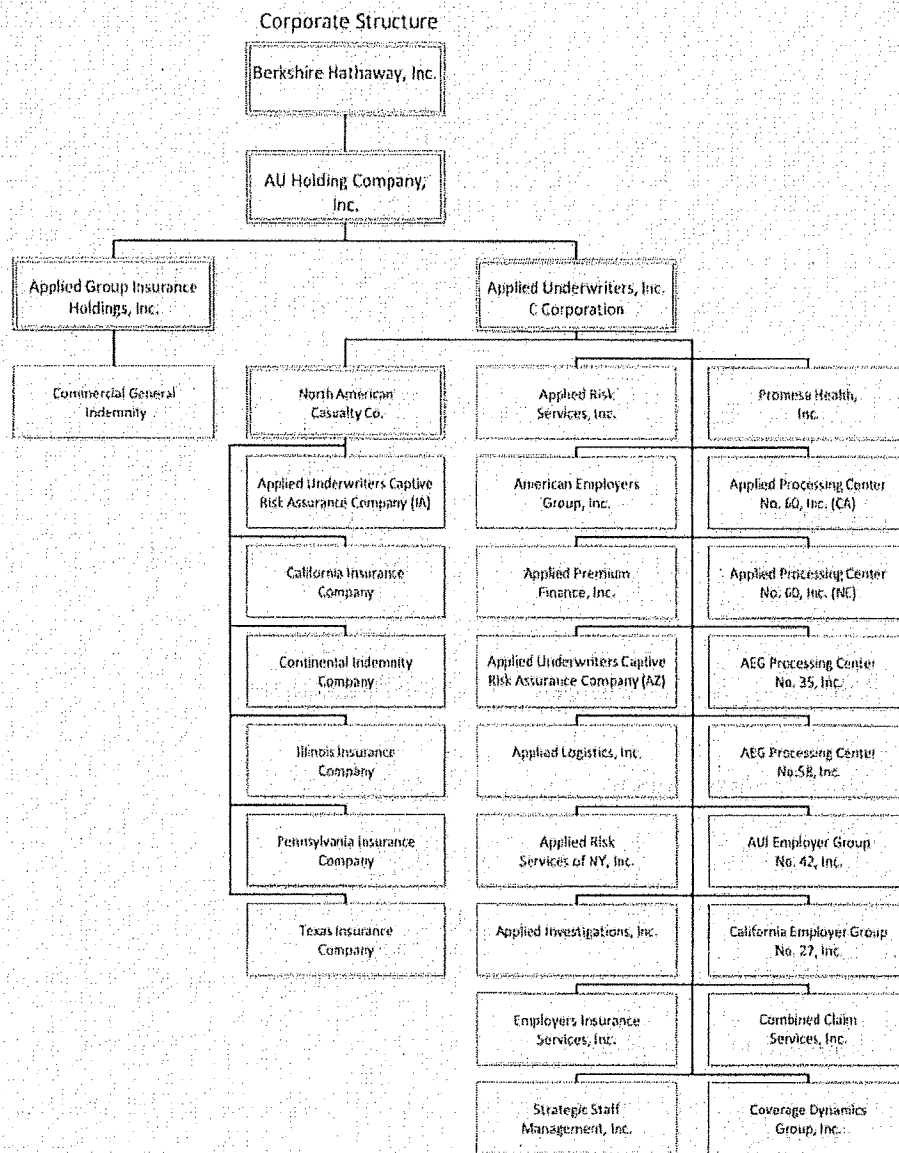 Corporate Structure
Berkshire Hathaway, Inc.
AU Holding Company,
Inc.
Applied Group Insurance
Holdings, Inc.
Applied Underwriters, Inc.
C Corporation
Commercial General
Indemnity
North American
Casualty Co.
Applied Risk
Services, Inc.
Promesa Health,
Inc.
Applied Underwriters Captive
Risk Assurance Company (IA)
American Employers
Group, Inc.
Applied Processing Center
No. 60, Inc. (CA)
California Insurance
Company
Applied Premium
Finance, Inc.
Applied Processing Center
No. 60, Inc. (NE)
Continental Indemnity
Company
Applied Underwriters Captive
Risk Assurance Company (AZ)
AEG Processing Center
No. 35, Inc.
Illinois Insurance
Company
Applied Logistics, Inc.
AEG Processing Center
No.58, Inc.
Pennsylvania Insurance
Company
Applied Risk
Services of NY, Inc.
AUI Employer Group
No. 42, Inc.
Texas Insurance
Company
Applied Investigations, Inc.
California Employer Group
No. 27, Inc.
Employers Insurance
Services, Inc.
Combined Claim
Services, Inc.
Strategic Staff
Management, Inc.
Coverage Dynamics
Group, Inc.